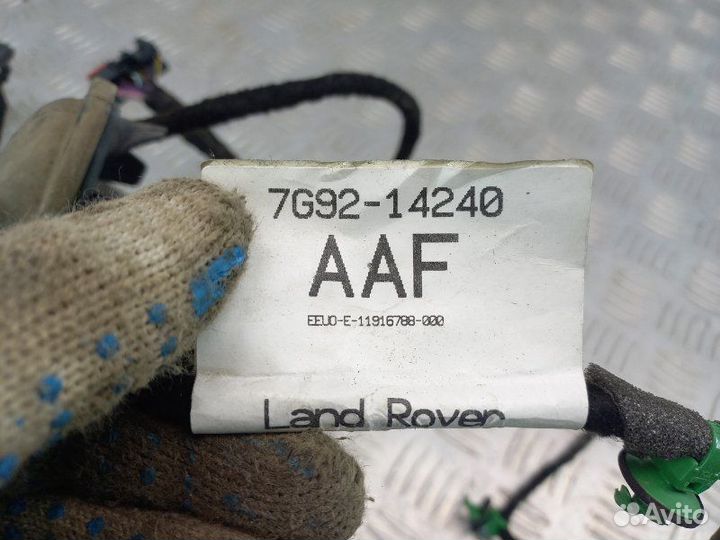 7G92-14240
AAF
EEUO-E-11916788-000
Land Rover
Avito